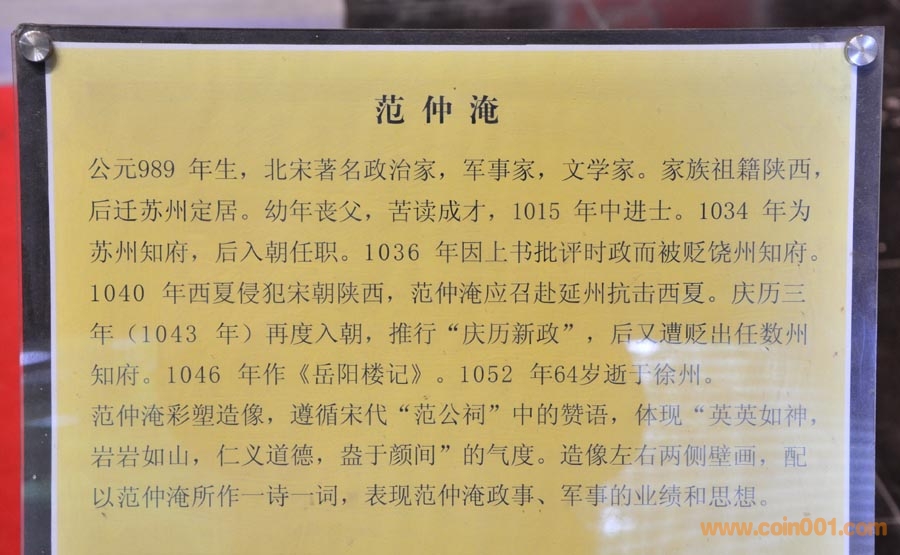 范仲淹
公元989 年生，北宋著名政治家，军事家，文学家。家族祖籍陕西，
后迁苏州定居。幼年丧父，苦读成才，1015 年中进士。1034 年为
苏州知府，后入朝任职。1036 年因上书批评时政而被贬饶州知府。
1040 年西夏侵犯宋朝陕西，范仲淹应召赴延州抗击西夏。庆历三
年（1043 年）再度入朝，推行“庆历新政”，后又遭贬出任数州
知府。1046 年作《岳阳楼记》。1052 年64岁逝于徐州。
范仲淹彩塑造像，遵循宋代“范公祠”中的赞语，体现“英英如神，
岩岩如山，仁义道德，盎于颜间”的气度。造像左右两侧壁画，配
以范仲淹所作一诗一词，表现范仲淹政事、军事的业绩和思想。
www.coin001.com